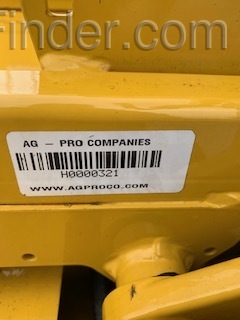 Finder.com
AG - PRO COMPANIES
H0000321
WWW.AGPROCO.COM